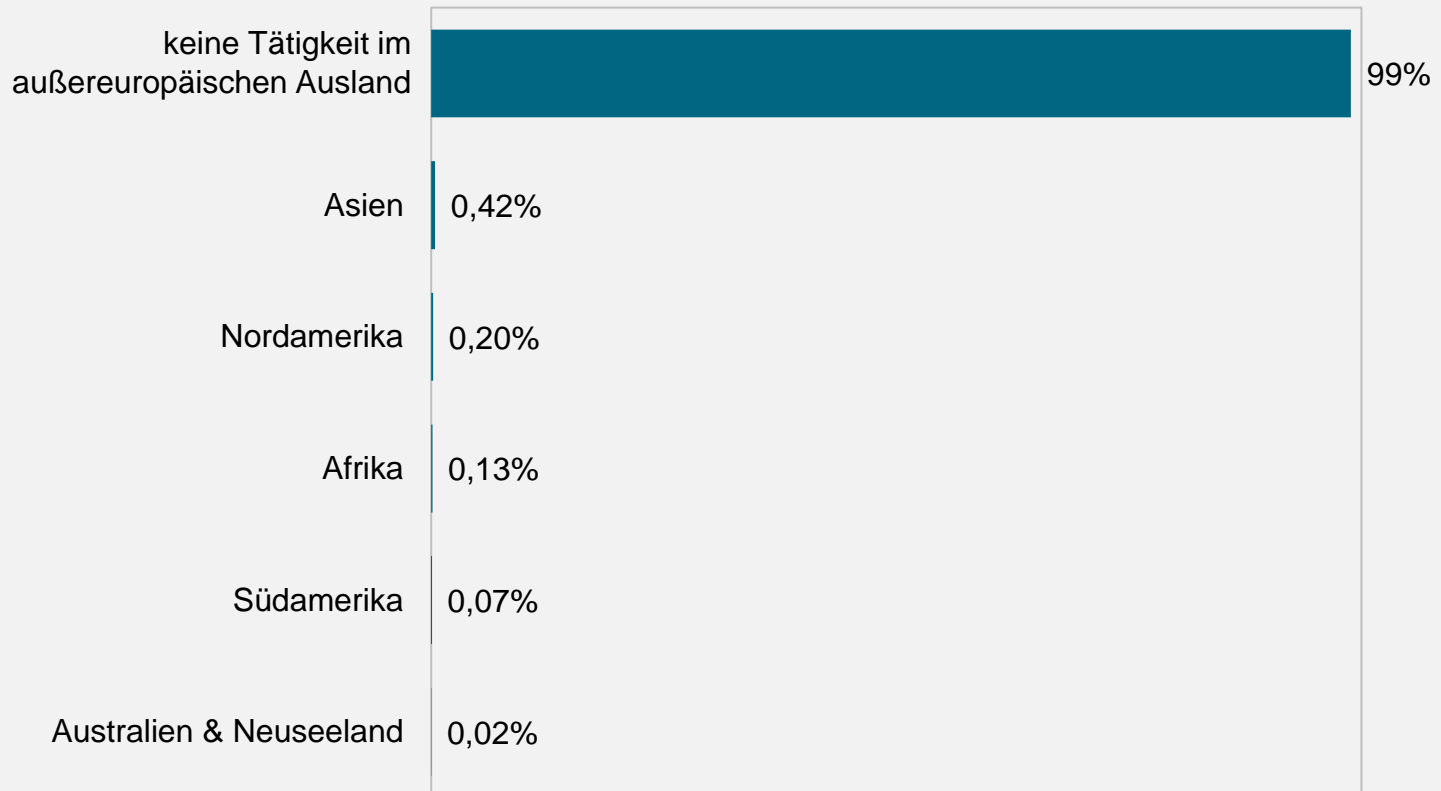 keine Tätigkeit im
außereuropäischen Ausland
99%
Asien
0,42%
Nordamerika
0,20%
Afrika
0,13%
Südamerika
0,07%
Australien & Neuseeland
0,02%